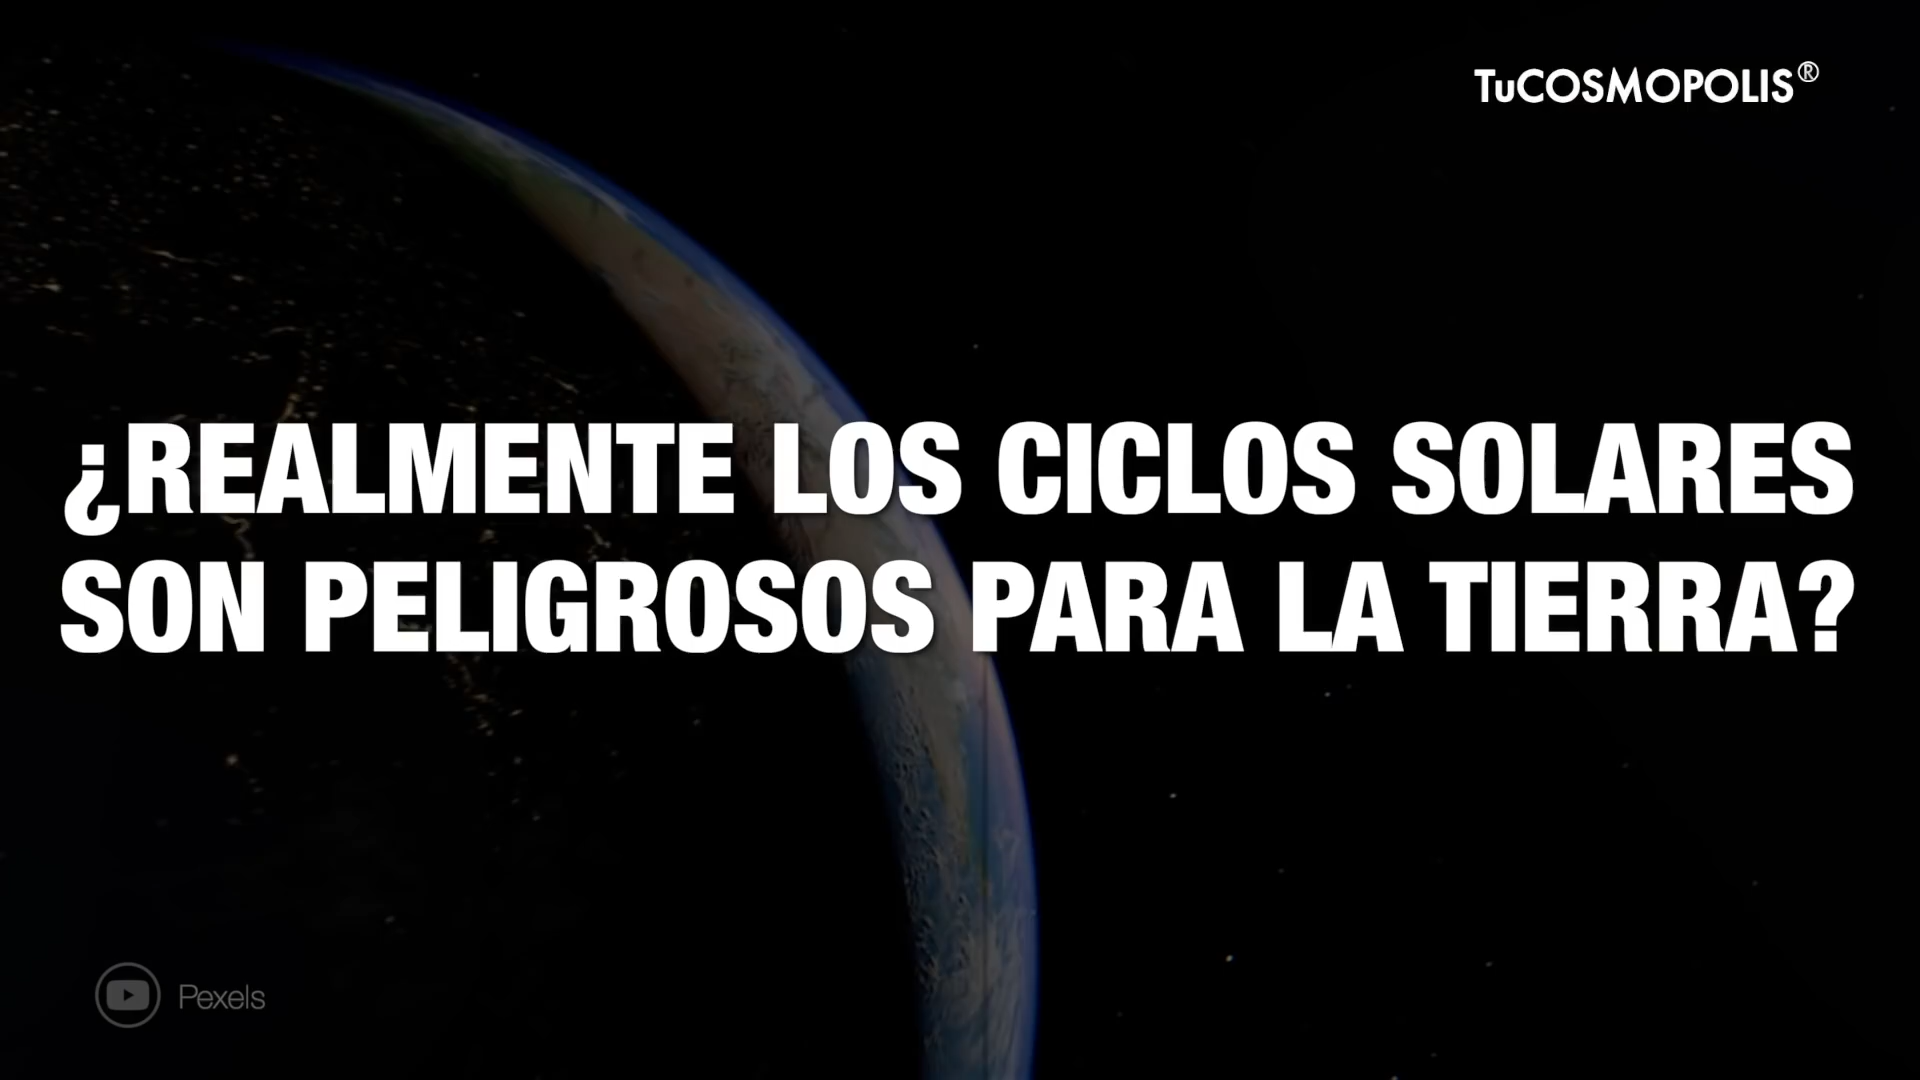 TuCOSMOPOLIS®
¿REALMENTE LOS CICLOS SOLARES
SON PELIGROSOS PARA LA TIERRA?
Pexels